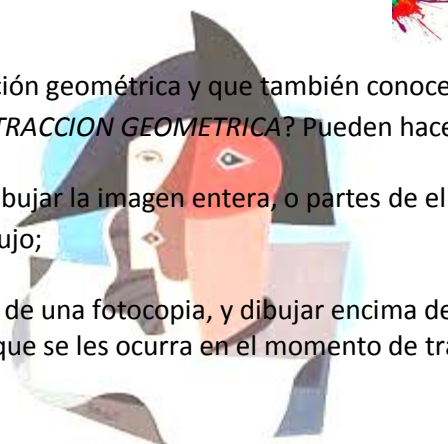 ción geométrica y que también conoce
TRACCION GEOMETRICA? Pueden hace
bujar la imagen entera, o partes de el
ujo;
de una fotocopia, y dibujar encima de
que se les ocurra en el momento de tra